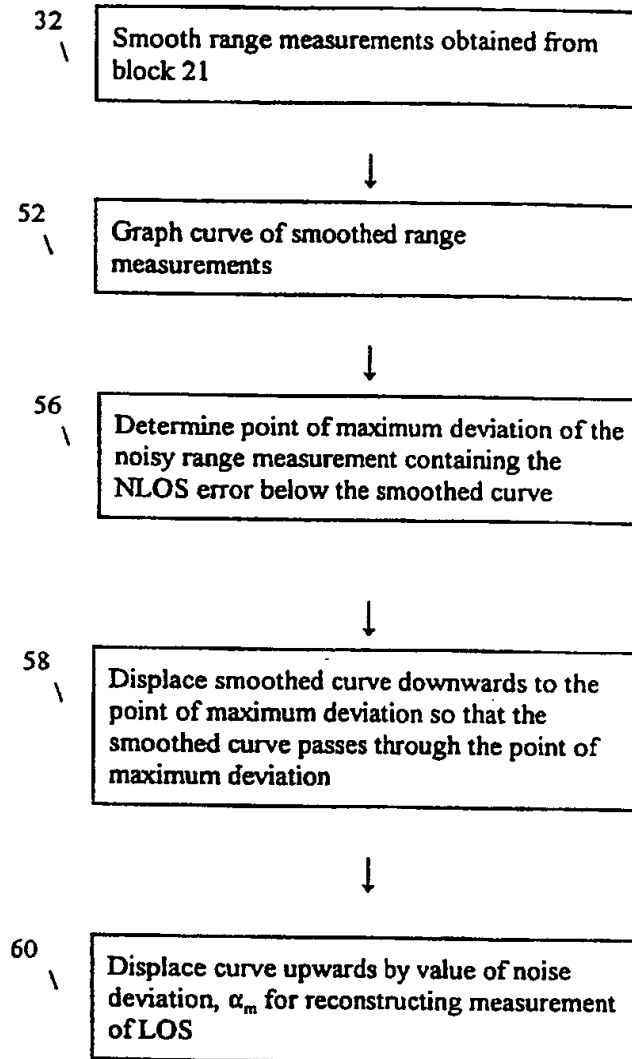 32
Smooth range measurements obtained from
block 21
52
Graph curve of smoothed range
measurements
56
Determine point of maximum deviation of the
noisy range measurement containing the
NLOS error below the smoothed curve
58
Displace smoothed curve downwards to the
point of maximum deviation so that the
smoothed curve passes through the point of
maximum deviation
60
Displace curve upwards by value of noise
deviation, αₘ for reconstructing measurement
of LOS